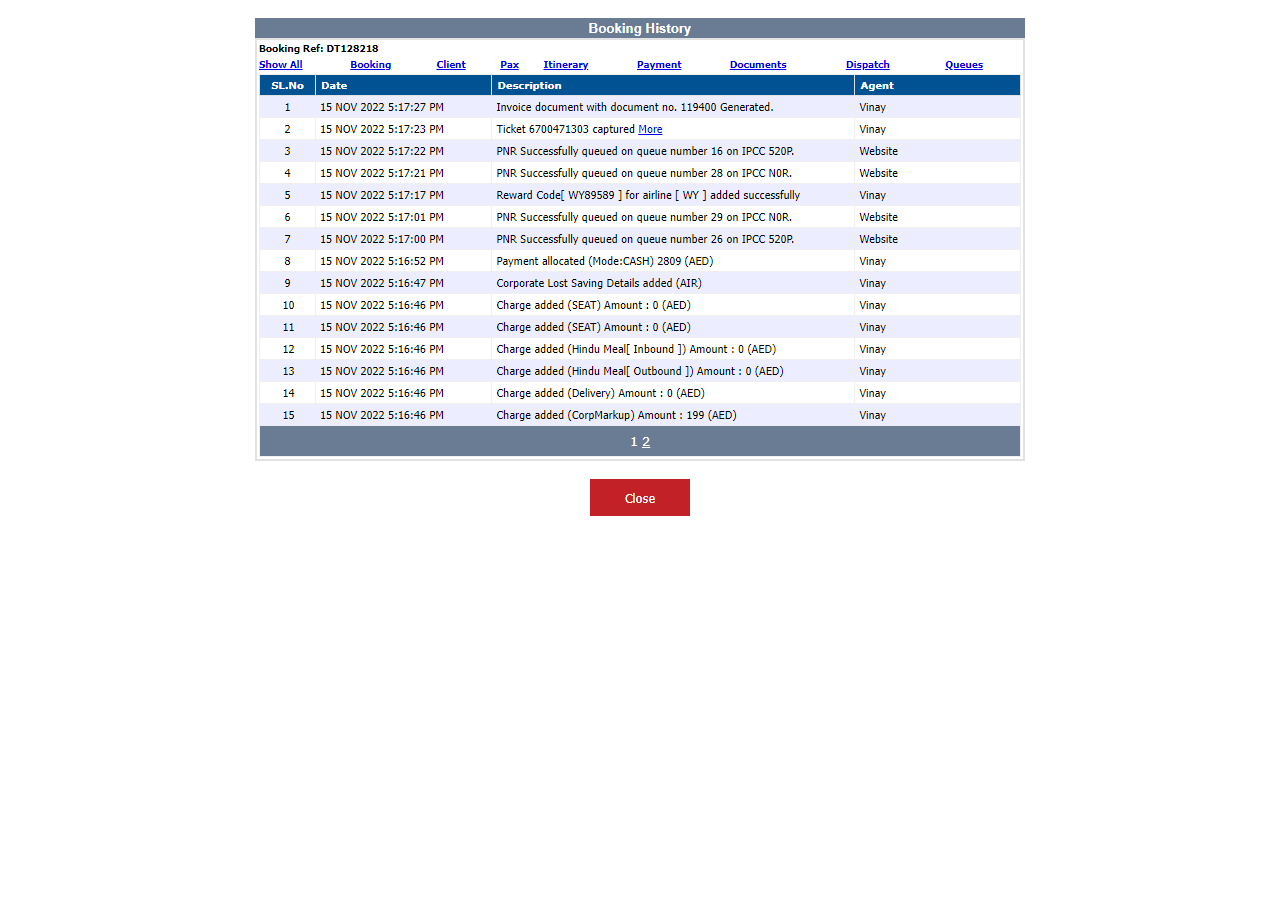 Booking History
Booking Ref: DT128218
Show All Booking Client Pax Itinerary Payment Documents Dispatch Queues
SL.No Date Description Agent
1 15 NOV 2022 5:17:27 PM Invoice document with document no. 119400 Generated. Vinay
2 15 NOV 2022 5:17:23 PM Ticket 6700471303 captured More Vinay
3 15 NOV 2022 5:17:22 PM PNR Successfully queued on queue number 16 on IPCC 520P. Website
4 15 NOV 2022 5:17:21 PM PNR Successfully queued on queue number 28 on IPCC N0R. Website
5 15 NOV 2022 5:17:17 PM Reward Code[ WY89589 ] for airline [ WY ] added successfully Vinay
6 15 NOV 2022 5:17:01 PM PNR Successfully queued on queue number 29 on IPCC N0R. Website
7 15 NOV 2022 5:17:00 PM PNR Successfully queued on queue number 26 on IPCC 520P. Website
8 15 NOV 2022 5:16:52 PM Payment allocated (Mode:CASH) 2809 (AED) Vinay
9 15 NOV 2022 5:16:47 PM Corporate Lost Saving Details added (AIR) Vinay
10 15 NOV 2022 5:16:46 PM Charge added (SEAT) Amount : 0 (AED) Vinay
11 15 NOV 2022 5:16:46 PM Charge added (SEAT) Amount : 0 (AED) Vinay
12 15 NOV 2022 5:16:46 PM Charge added (Hindu Meal[ Inbound ]) Amount : 0 (AED) Vinay
13 15 NOV 2022 5:16:46 PM Charge added (Hindu Meal[ Outbound ]) Amount : 0 (AED) Vinay
14 15 NOV 2022 5:16:46 PM Charge added (Delivery) Amount : 0 (AED) Vinay
15 15 NOV 2022 5:16:46 PM Charge added (CorpMarkup) Amount : 199 (AED) Vinay
1 2
Close